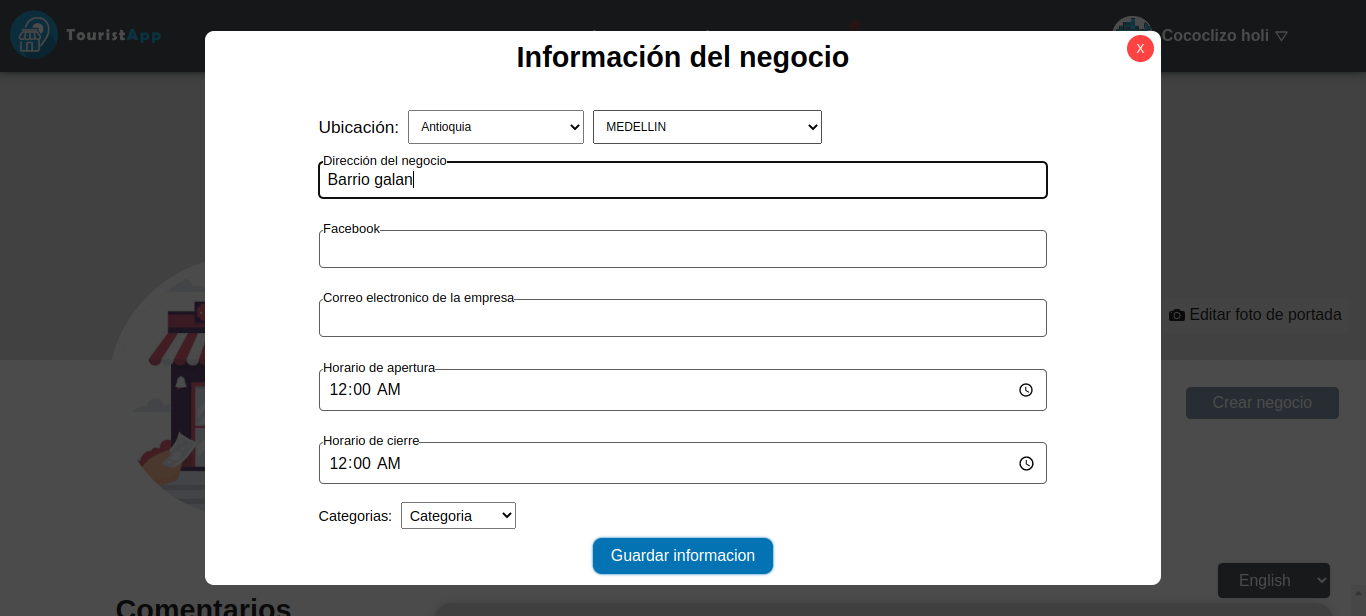 TouristApp
Cococlizo holi
Información del negocio
X
Ubicación: Antioquia MEDELLIN
Dirección del negocio
Barrio galan
Facebook
Correo electronico de la empresa
Editar foto de portada
Horario de apertura
12:00 AM
Crear negocio
Horario de cierre
12:00 AM
Categorias: Categoria
Guardar informacion
English
Comentarios